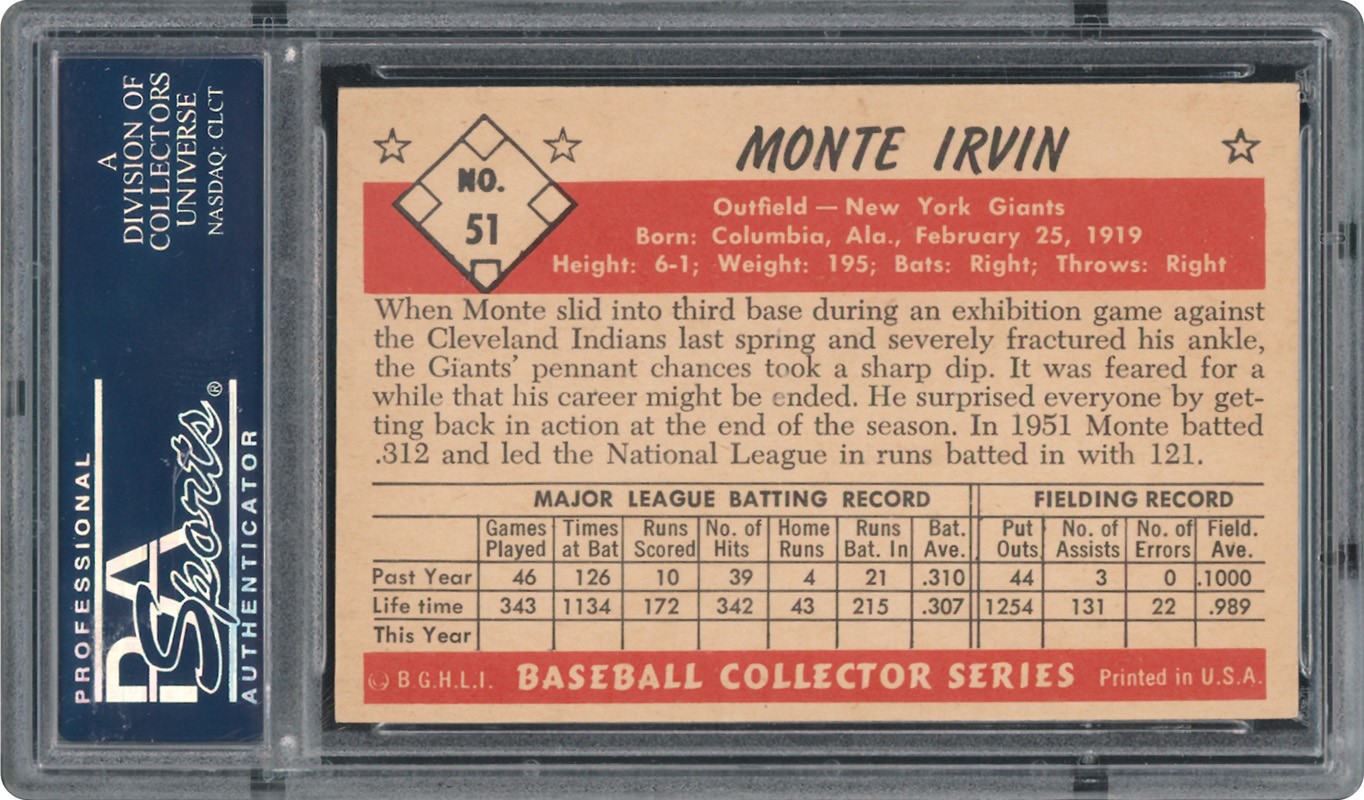 A
DIVISION OF
COLLECTORS
UNIVERSE
NASDAQ: CLCT
PROFESSIONAL
PSA
Sports®
AUTHENTICATOR
NO.
51
MONTE IRVIN
Outfield — New York Giants
Born: Columbia, Ala., February 25, 1919
Height: 6-1; Weight: 195; Bats: Right; Throws: Right
When Monte slid into third base during an exhibition game against
the Cleveland Indians last spring and severely fractured his ankle,
the Giants' pennant chances took a sharp dip. It was feared for a
while that his career might be ended. He surprised everyone by get-
ting back in action at the end of the season. In 1951 Monte batted
.312 and led the National League in runs batted in with 121.
MAJOR LEAGUE BATTING RECORD FIELDING RECORD
Games Times Runs No. of Home Runs Bat. Put No. of No. of Field.
Played at Bat Scored Hits Runs Bat. In Ave. Outs Assists Errors Ave.
Past Year 46 126 10 39 4 21 .310 44 3 0 .1000
Life time 343 1134 172 342 43 215 .307 1254 131 22 .989
This Year
© B.G.H.L.I. BASEBALL COLLECTOR SERIES Printed in U.S.A.